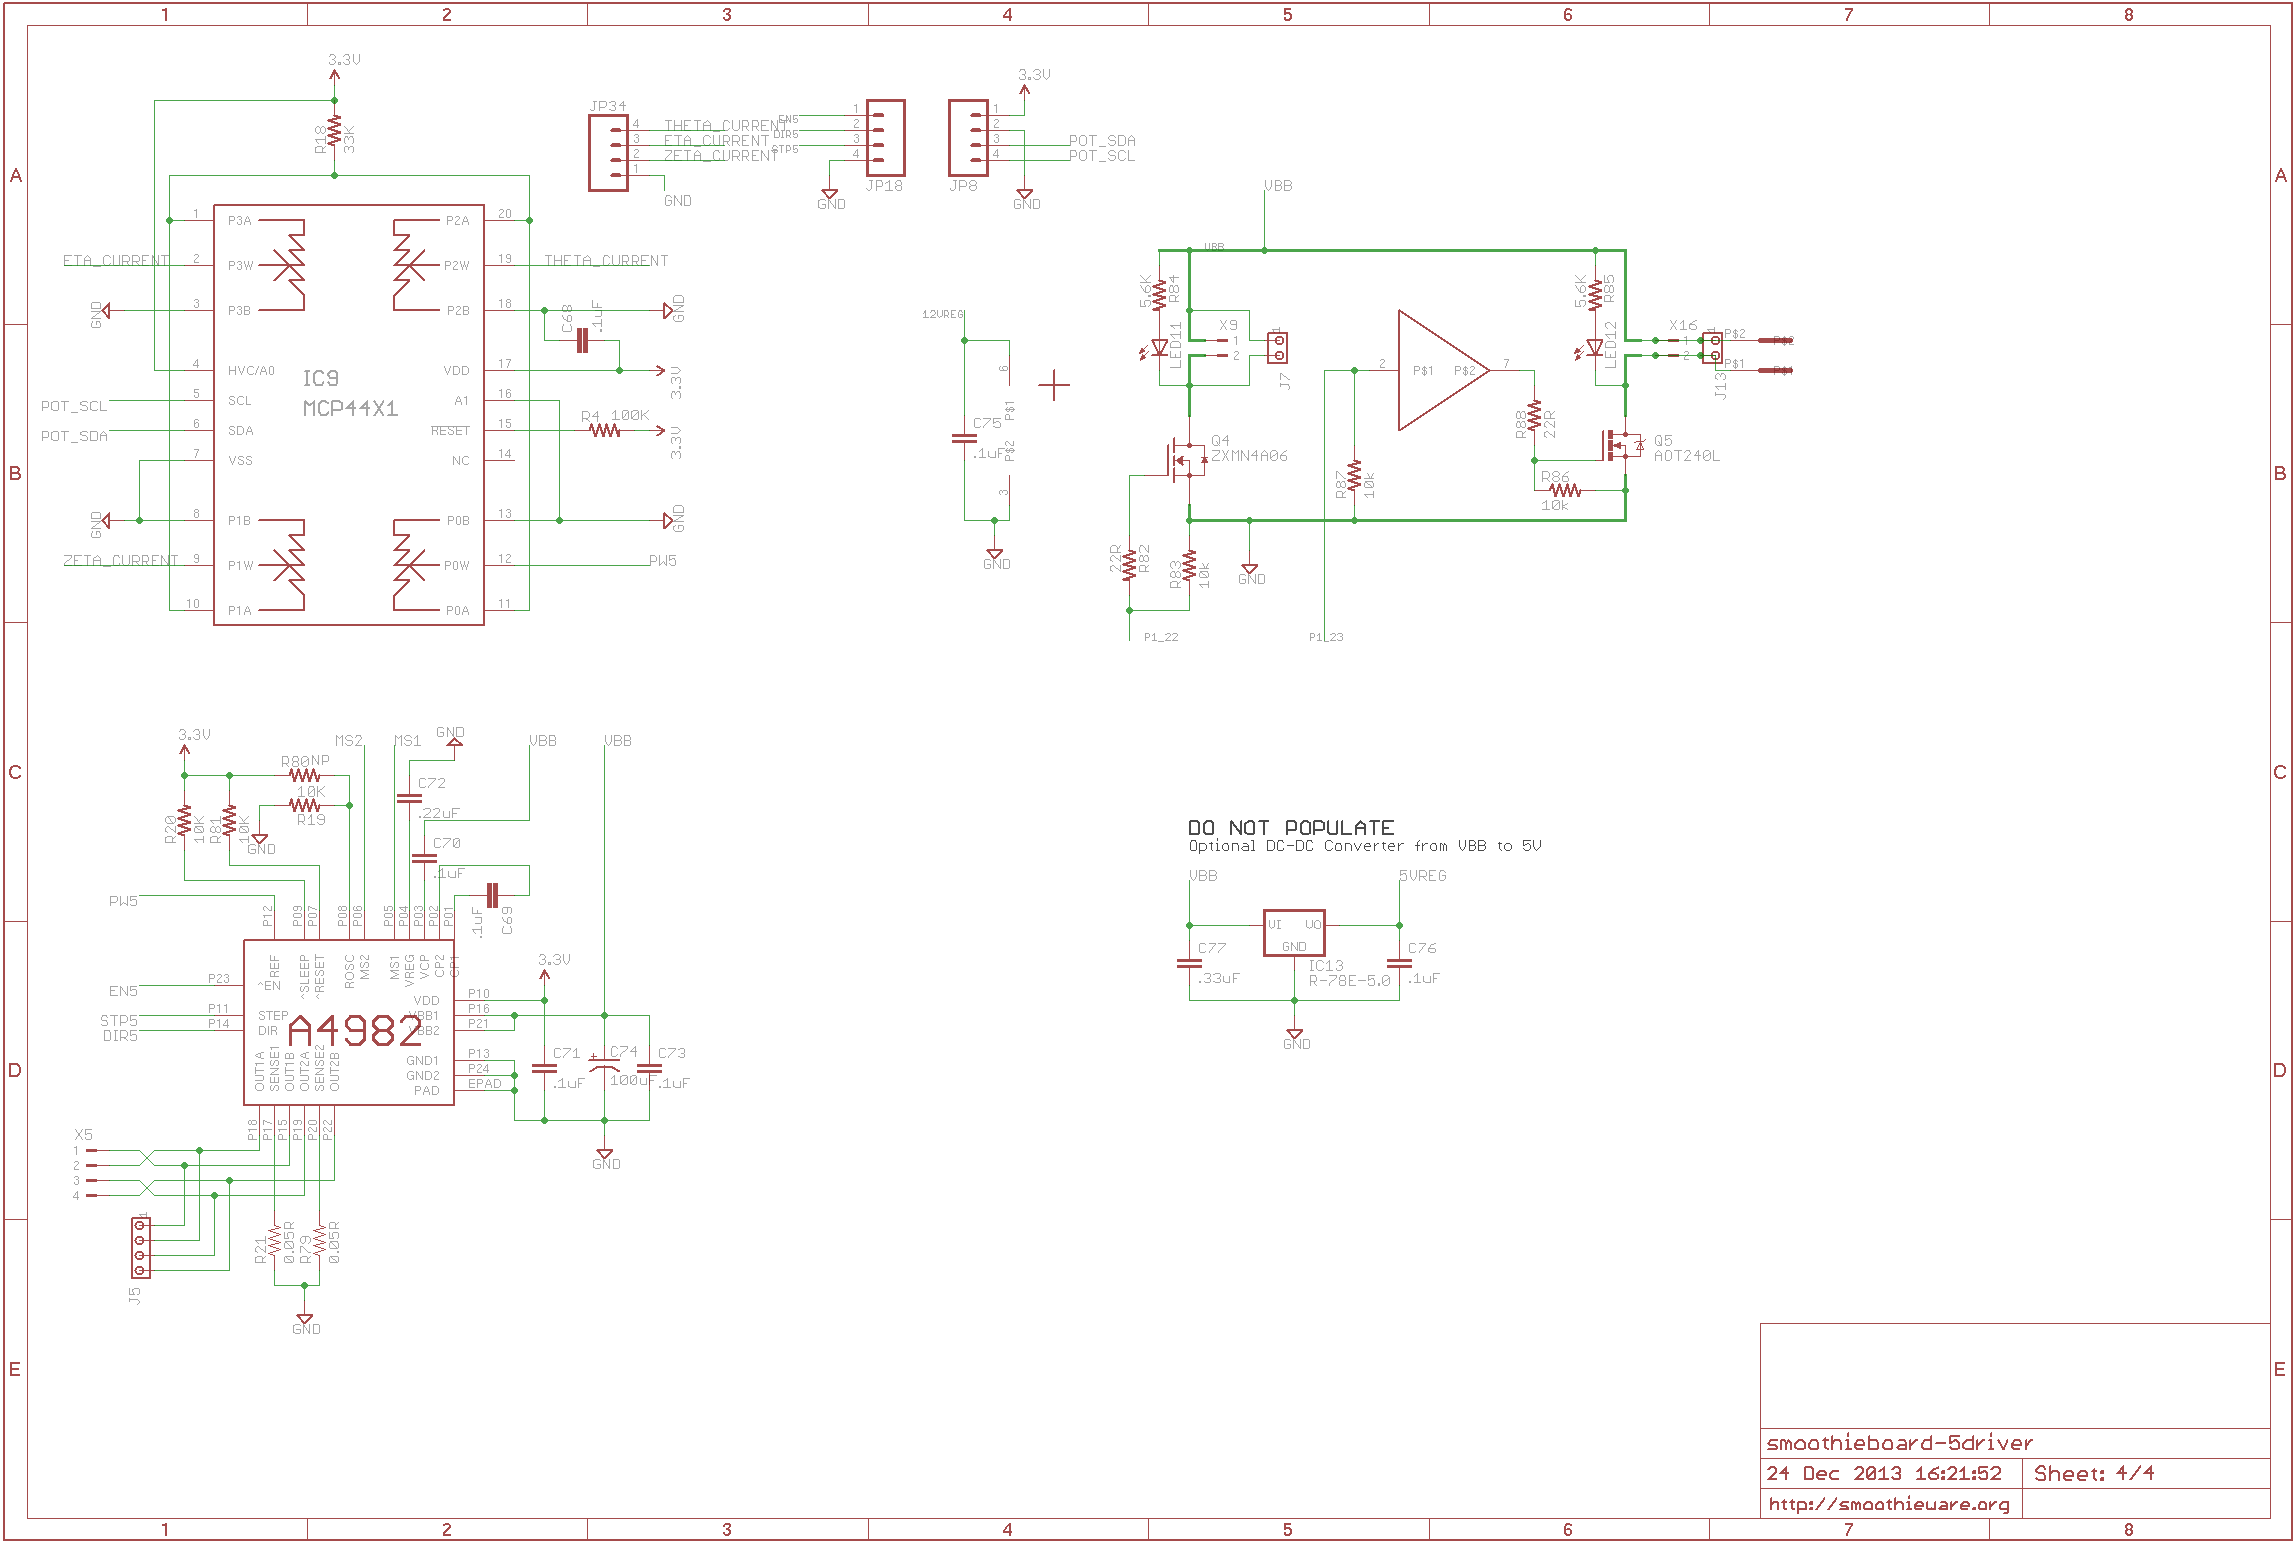 1 2 3 4 5 6 7 8
A
B
C
D
E
A
B
C
D
E
3.3V
R18
33K
1 P3A
P2A 20
ETA_CURRENT
2 P3W
P2W 19
THETA_CURRENT
GND
3 P3B
P2B 18
GND
C68
.1uF
4 HVC/A0
VDD 17
3.3V
IC9
MCP44X1
POT_SCL
5 SCL
A1 16
POT_SDA
6 SDA
RESET 15
R4 100K
3.3V
7 VSS
NC 14
GND
8 P1B
P0B 13
GND
ZETA_CURRENT
9 P1W
P0W 12
PW5
10 P1A
P0A 11
JP34
4
3
2
1
THETA_CURRENT
ETA_CURRENT
ZETA_CURRENT
GND
EN5
DIR5
STP5
1
2
3
4
JP18
GND
3.3V
1
2
3
4
JP8
POT_SDA
POT_SCL
GND
12VREG
C75
.1uF
6
P$1
P$2
3
GND
VBB
VBB
5.6K
R84
LED11
X9
1
2
1
J7
Q4
ZXMN4A06
22R
R82
R83
10k
GND
P1_22
P1_23
R87
10k
2 P$1 P$2 7
R88
22R
R86
10k
5.6K
R85
LED12
X16
1
2
1
J13
P$2
P$1
P$2
Q5
AOT240L
3.3V
R80NP
10K
R19
R20
10K
R81
10K
GND
MS2
MS1
GND
C72
.22uF
C70
.1uF
C69
.1uF
VBB
VBB
PW5
P12 P09 P07 P08 P06 P05 P04 P03 P02 P01
REF ^SLEEP ^RESET ROSC MS2 MS1 VREG VCP CP2 CP1
EN5
P23 ^EN
STP5
P11 STEP
DIR5
P14 DIR
A4982
VDD P10
VBB1 P16
VBB2 P21
GND1 P13
GND2 P24
PAD EPAD
OUT1A SENSE1 OUT1B OUT2A SENSE2 OUT2B
P18 P17 P15 P19 P20 P22
3.3V
C71
.1uF
C74
+
100uF
C73
.1uF
GND
X5
1
2
3
4
1
J5
R21
0.05R
R79
0.05R
GND
DO NOT POPULATE
Optional DC-DC Converter from VBB to 5V
VBB
5VREG
VI VO
GND
C77
.33uF
IC13
R-78E-5.0
C76
.1uF
GND
smoothieboard-5driver
24 Dec 2013 16:21:52
Sheet: 4/4
http://smoothieware.org
1 2 3 4 5 6 7 8